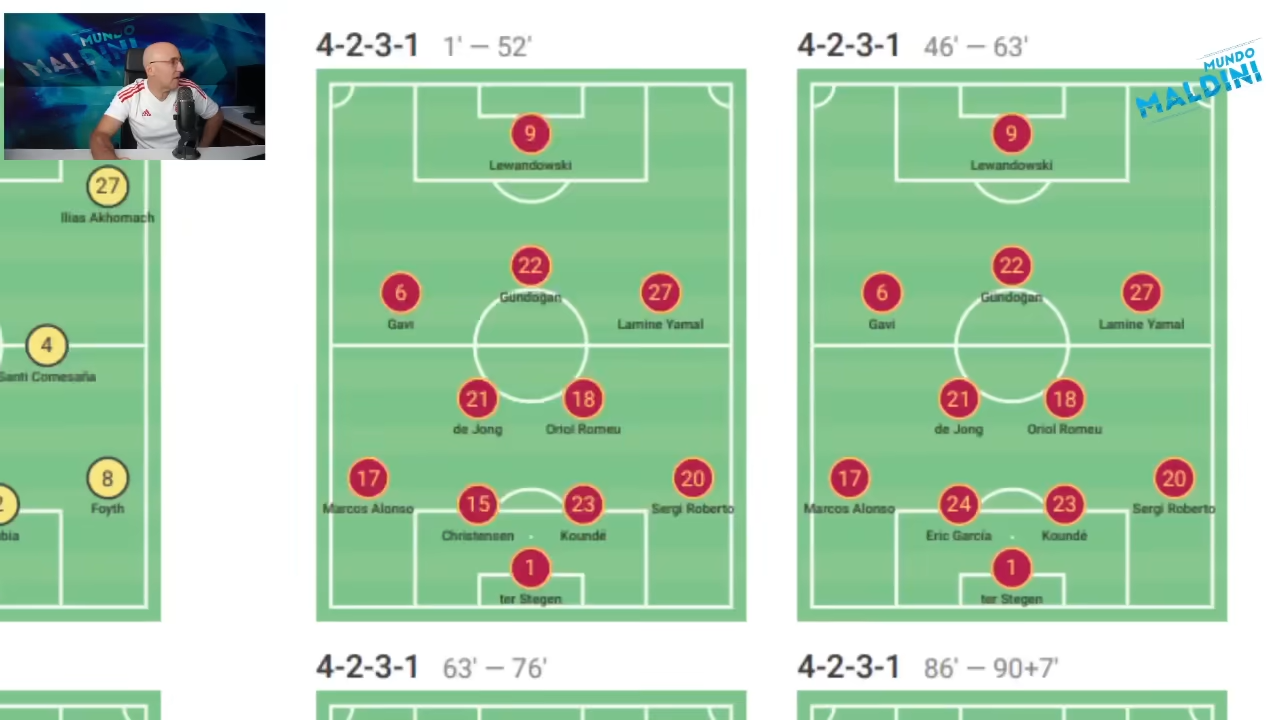 MUNDO
MALDINI
27
Ilias Akhomach
4
Santi Comesaña
8
Foyth
2
bia
4-2-3-1 1' — 52'
9
Lewandowski
22
Gündoğan
6
Gavi
27
Lamine Yamal
21
de Jong
18
Oriol Romeu
17
Marcos Alonso
20
Sergi Roberto
15
Christensen
23
Koundé
1
ter Stegen
4-2-3-1 46' — 63'
MUNDO
MALDINI
9
Lewandowski
22
Gündoğan
6
Gavi
27
Lamine Yamal
21
de Jong
18
Oriol Romeu
17
Marcos Alonso
20
Sergi Roberto
24
Eric García
23
Koundé
1
ter Stegen
4-2-3-1 63' — 76'
4-2-3-1 86' — 90+7'